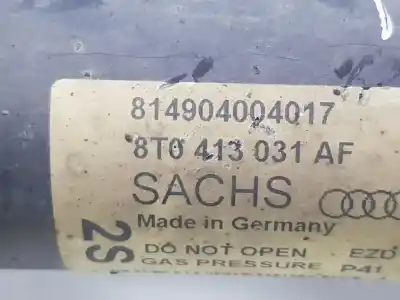 814904004017
8T0 413 031 AF
SACHS
Made in Germany
2S
DO NOT OPEN EZD
GAS PRESSURE P41